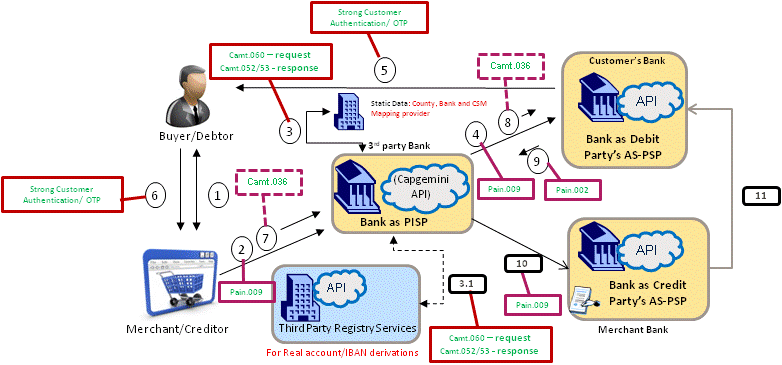 Strong Customer
Authentication/ OTP
5
Camt.060 – request
Camt.052/53 - response
3
Camt.036
8
Customer's Bank
API
Bank as Debit
Party's AS-PSP
Static Data: County, Bank and CSM
Mapping provider
Buyer/Debtor
4
9
3rd party Bank
(Capgemini
API)
Bank as PISP
Pain.009
Pain.002
11
Strong Customer
Authentication/ OTP
6
1
Camt.036
7
2
Pain.009
Merchant/Creditor
API
Third Party Registry Services
For Real account/IBAN derivations
3.1
Camt.060 – request
Camt.052/53 - response
10
Pain.009
API
Bank as Credit
Party's AS-PSP
Merchant Bank